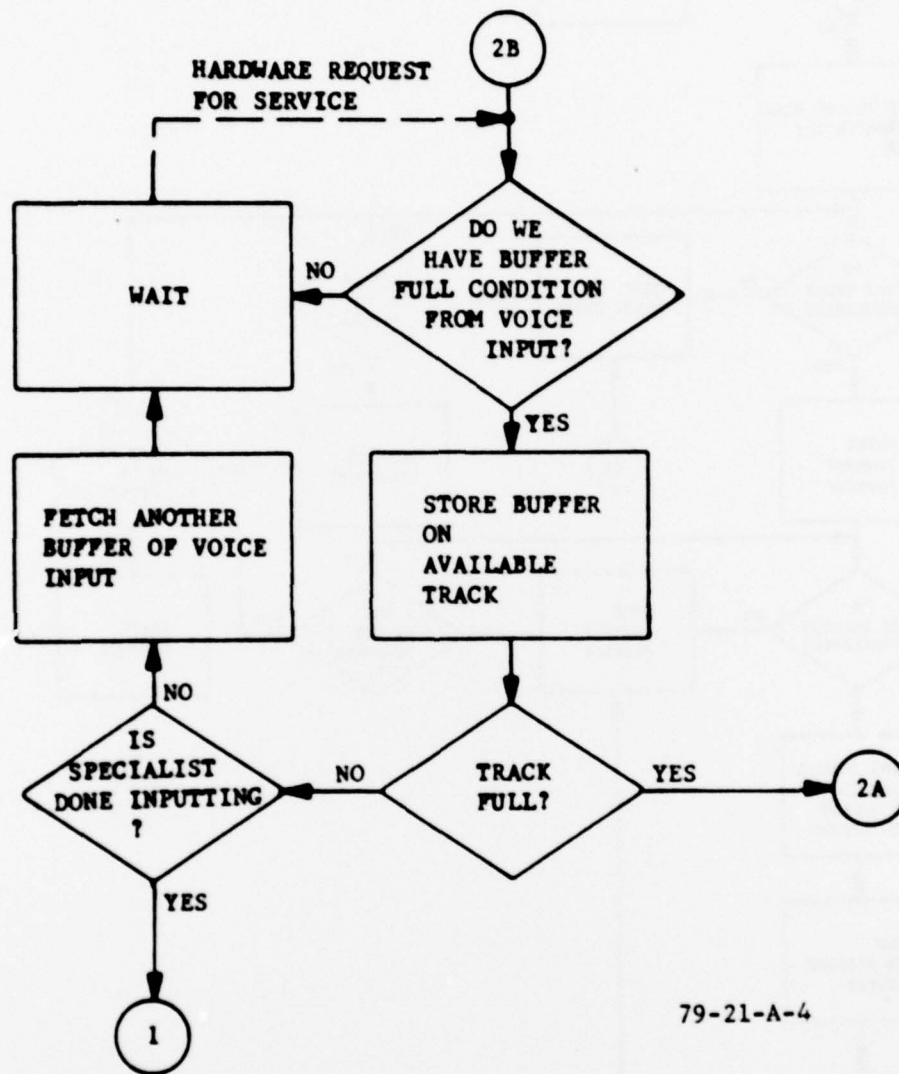 2B
HARDWARE REQUEST
FOR SERVICE
DO WE
HAVE BUFFER
FULL CONDITION
FROM VOICE
INPUT?
NO
WAIT
YES
FETCH ANOTHER
BUFFER OF VOICE
INPUT
STORE BUFFER
ON
AVAILABLE
TRACK
NO
IS
SPECIALIST
DONE INPUTTING
?
NO
TRACK
FULL?
YES
2A
YES
1
79-21-A-4